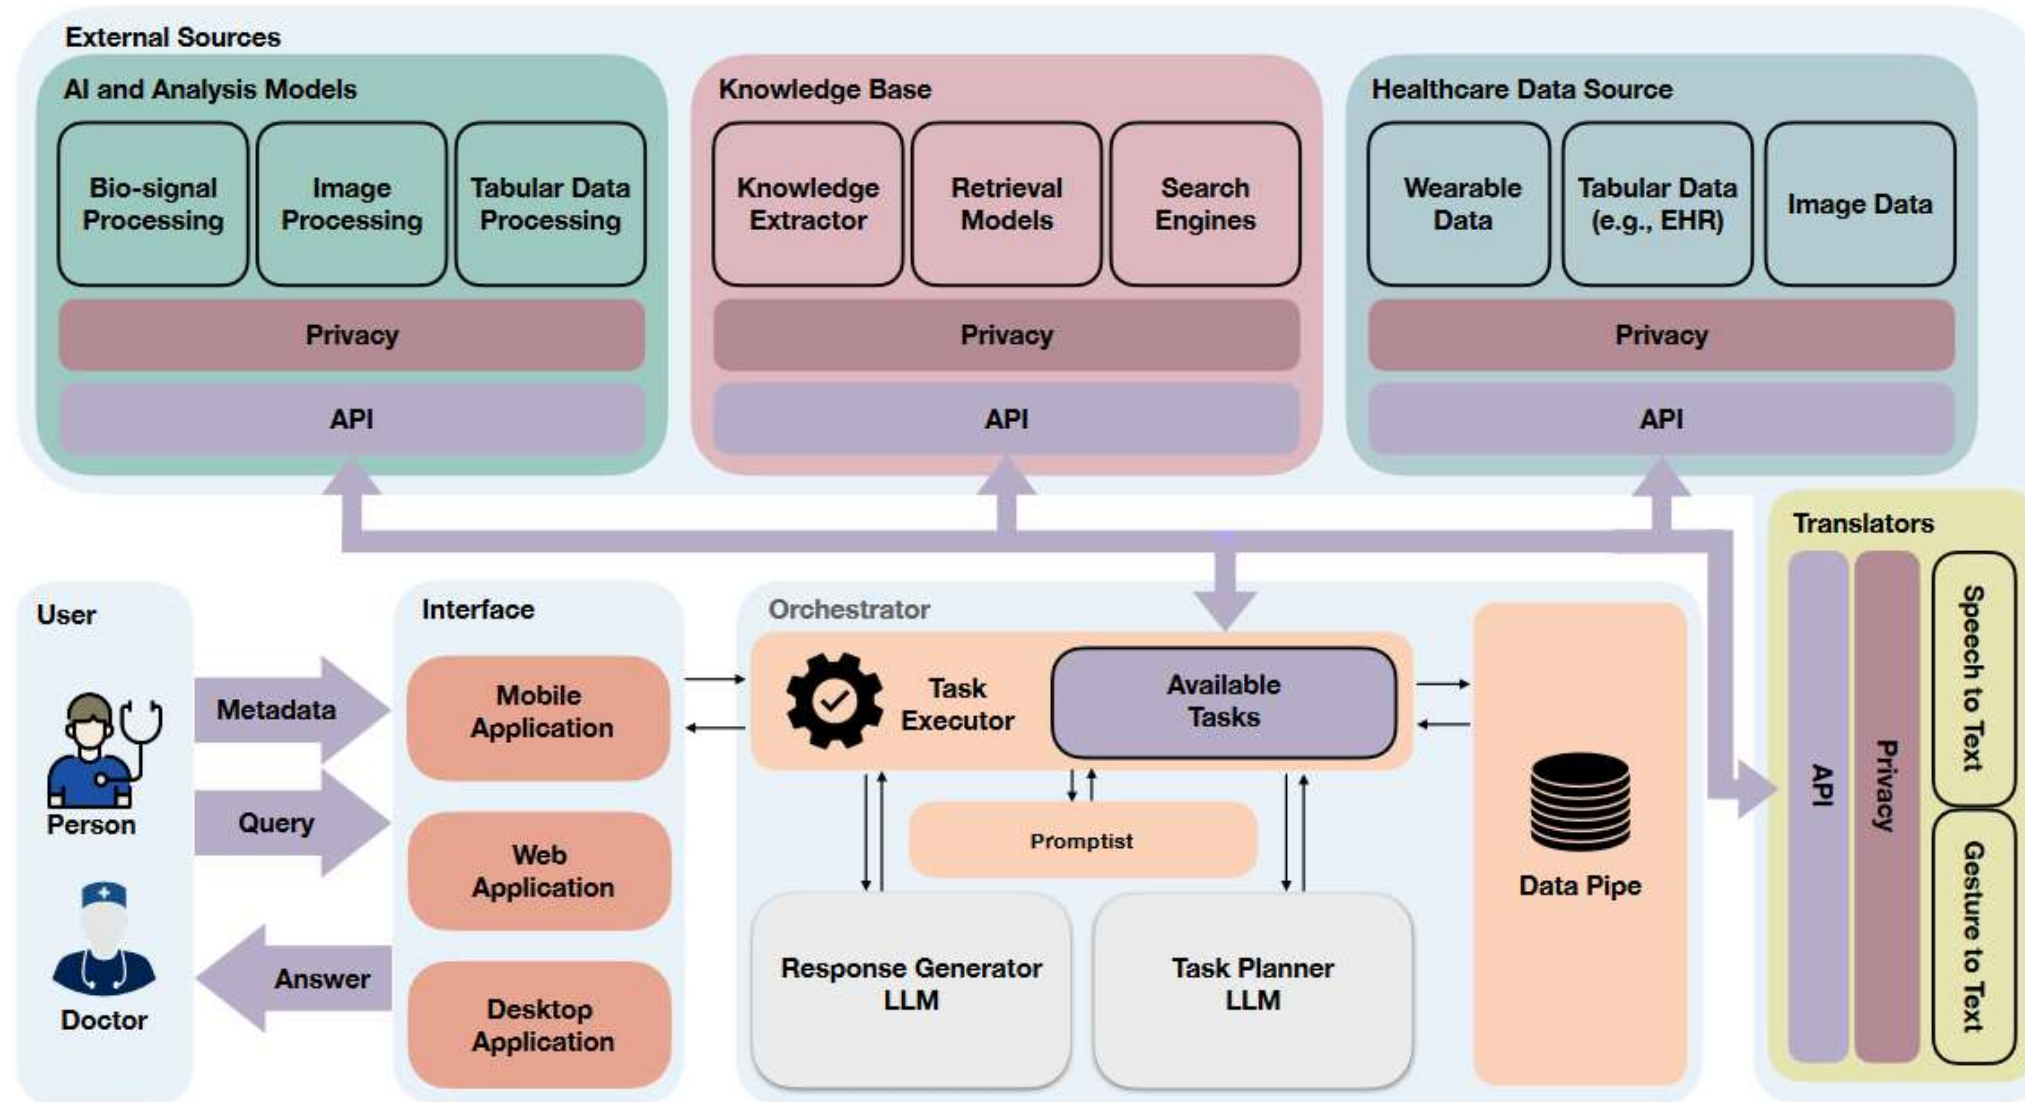 External Sources
AI and Analysis Models
Bio-signal
Processing
Image
Processing
Tabular Data
Processing
Privacy
API
Knowledge Base
Knowledge
Extractor
Retrieval
Models
Search
Engines
Privacy
API
Healthcare Data Source
Wearable
Data
Tabular Data
(e.g., EHR)
Image Data
Privacy
API
User
Person
Doctor
Metadata
Query
Answer
Interface
Mobile
Application
Web
Application
Desktop
Application
Orchestrator
Task
Executor
Available
Tasks
Promptist
Response Generator
LLM
Task Planner
LLM
Data Pipe
Translators
API
Privacy
Speech to Text
Gesture to Text